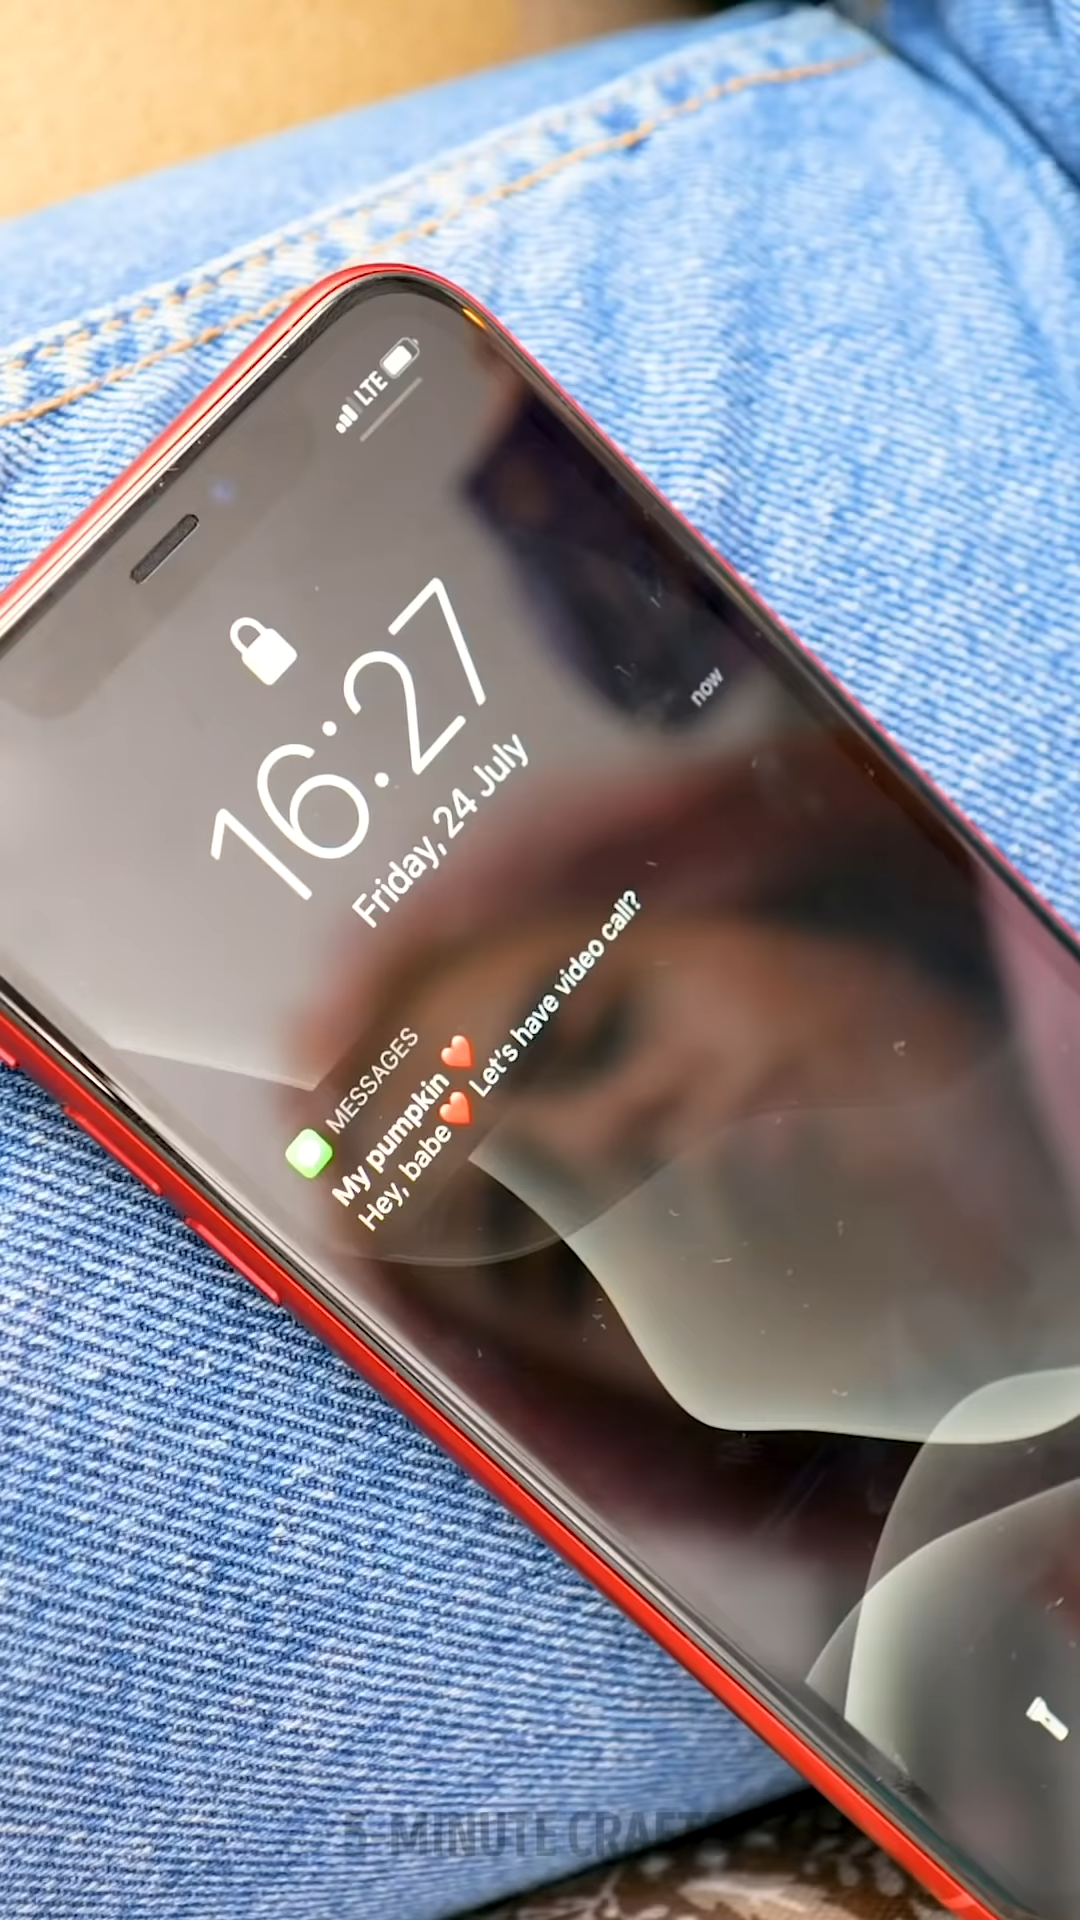 LTE
16:27
Friday, 24 July
MESSAGES
now
My pumpkin ❤️
Hey, babe❤️ Let's have video call?
5-MINUTE CRAFTS